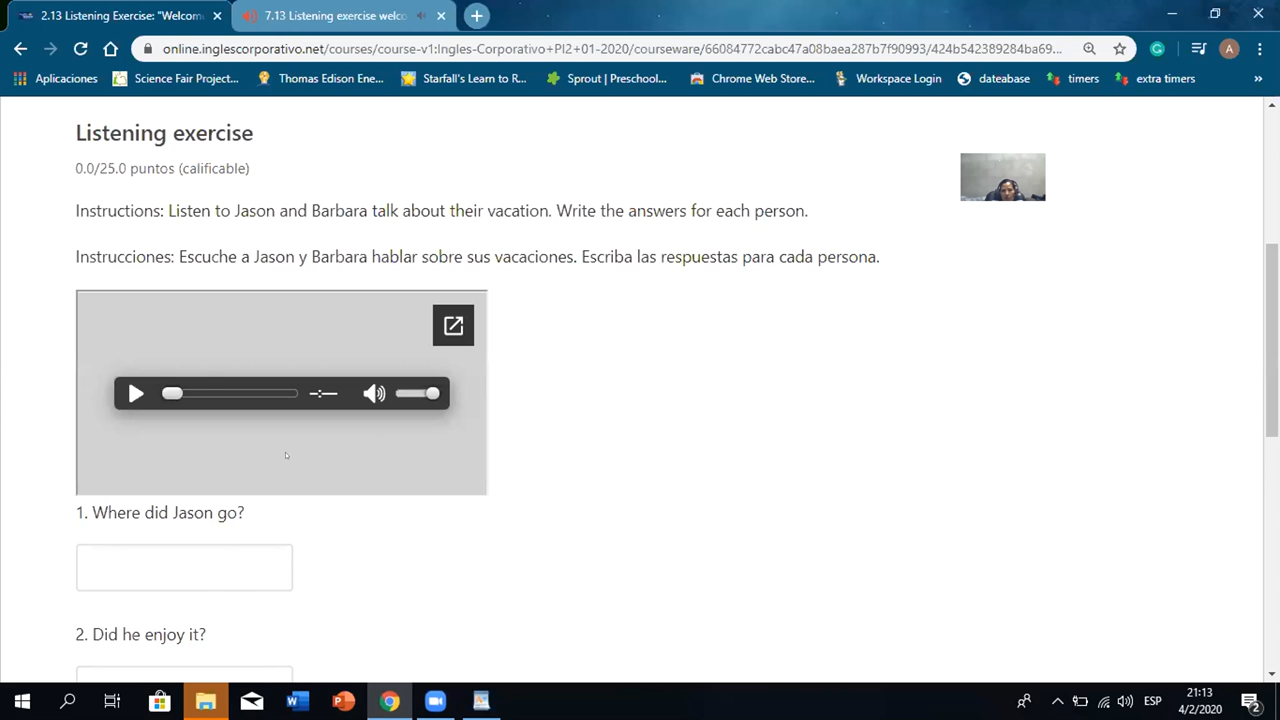 2.13 Listening Exercise: "Welcom
7.13 Listening exercise welco
online.inglescorporativo.net/courses/course-v1:Ingles-Corporativo+PI2+01-2020/courseware/66084772cabc47a08baea287b7f90993/424b542389284ba69...
A
Aplicaciones
Science Fair Project...
Thomas Edison Ene...
Starfall's Learn to R...
Sprout | Preschool...
Chrome Web Store...
Workspace Login
dateabase
timers
extra timers
»
Listening exercise
0.0/25.0 puntos (calificable)
Instructions: Listen to Jason and Barbara talk about their vacation. Write the answers for each person.
Instrucciones: Escuche a Jason y Barbara hablar sobre sus vacaciones. Escriba las respuestas para cada persona.
-:--
1. Where did Jason go?
2. Did he enjoy it?
ESP
21:13
4/2/2020
2